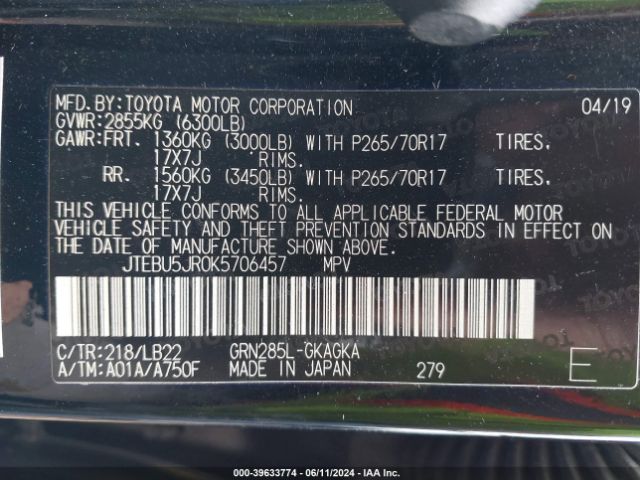 MFD.BY:TOYOTA MOTOR CORPORATION 04/19
GVWR:2855KG (6300LB)
GAWR:FRT. 1360KG (3000LB) WITH P265/70R17 TIRES.
17X7J RIMS.
RR. 1560KG (3450LB) WITH P265/70R17 TIRES.
17X7J RIMS.
THIS VEHICLE CONFORMS TO ALL APPLICABLE FEDERAL MOTOR
VEHICLE SAFETY AND THEFT PREVENTION STANDARDS IN EFFECT ON
THE DATE OF MANUFACTURE SHOWN ABOVE.
JTEBU5JR0K5706457 MPV
C/TR:218/LB22 GRN285L-GKAGKA
A/TM:A01A/A750F MADE IN JAPAN 279 E
000-39633774 - 06/11/2024 - IAA Inc.